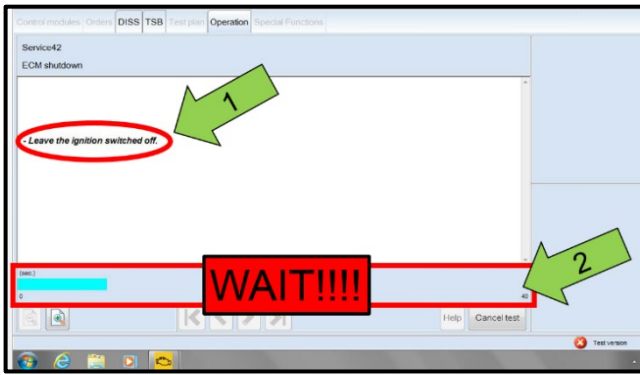 Control modules Orders DISS TSB Test plan Operation Special Functions
Service42
ECM shutdown
1
- Leave the ignition switched off.
2
(sec.)
WAIT!!!!
0 40
Help Cancel test
Test version